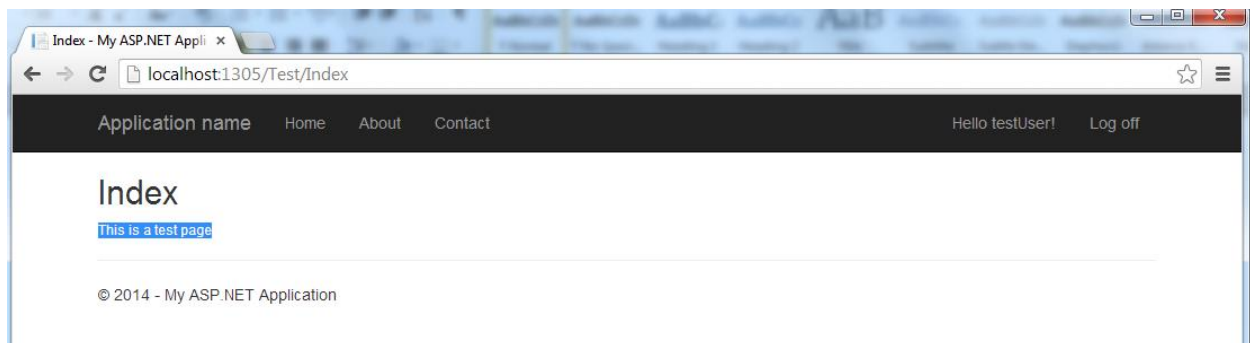 Index - My ASP.NET Appli
localhost:1305/Test/Index
Application name Home About Contact Hello testUser! Log off
Index
This is a test page
© 2014 - My ASP.NET Application